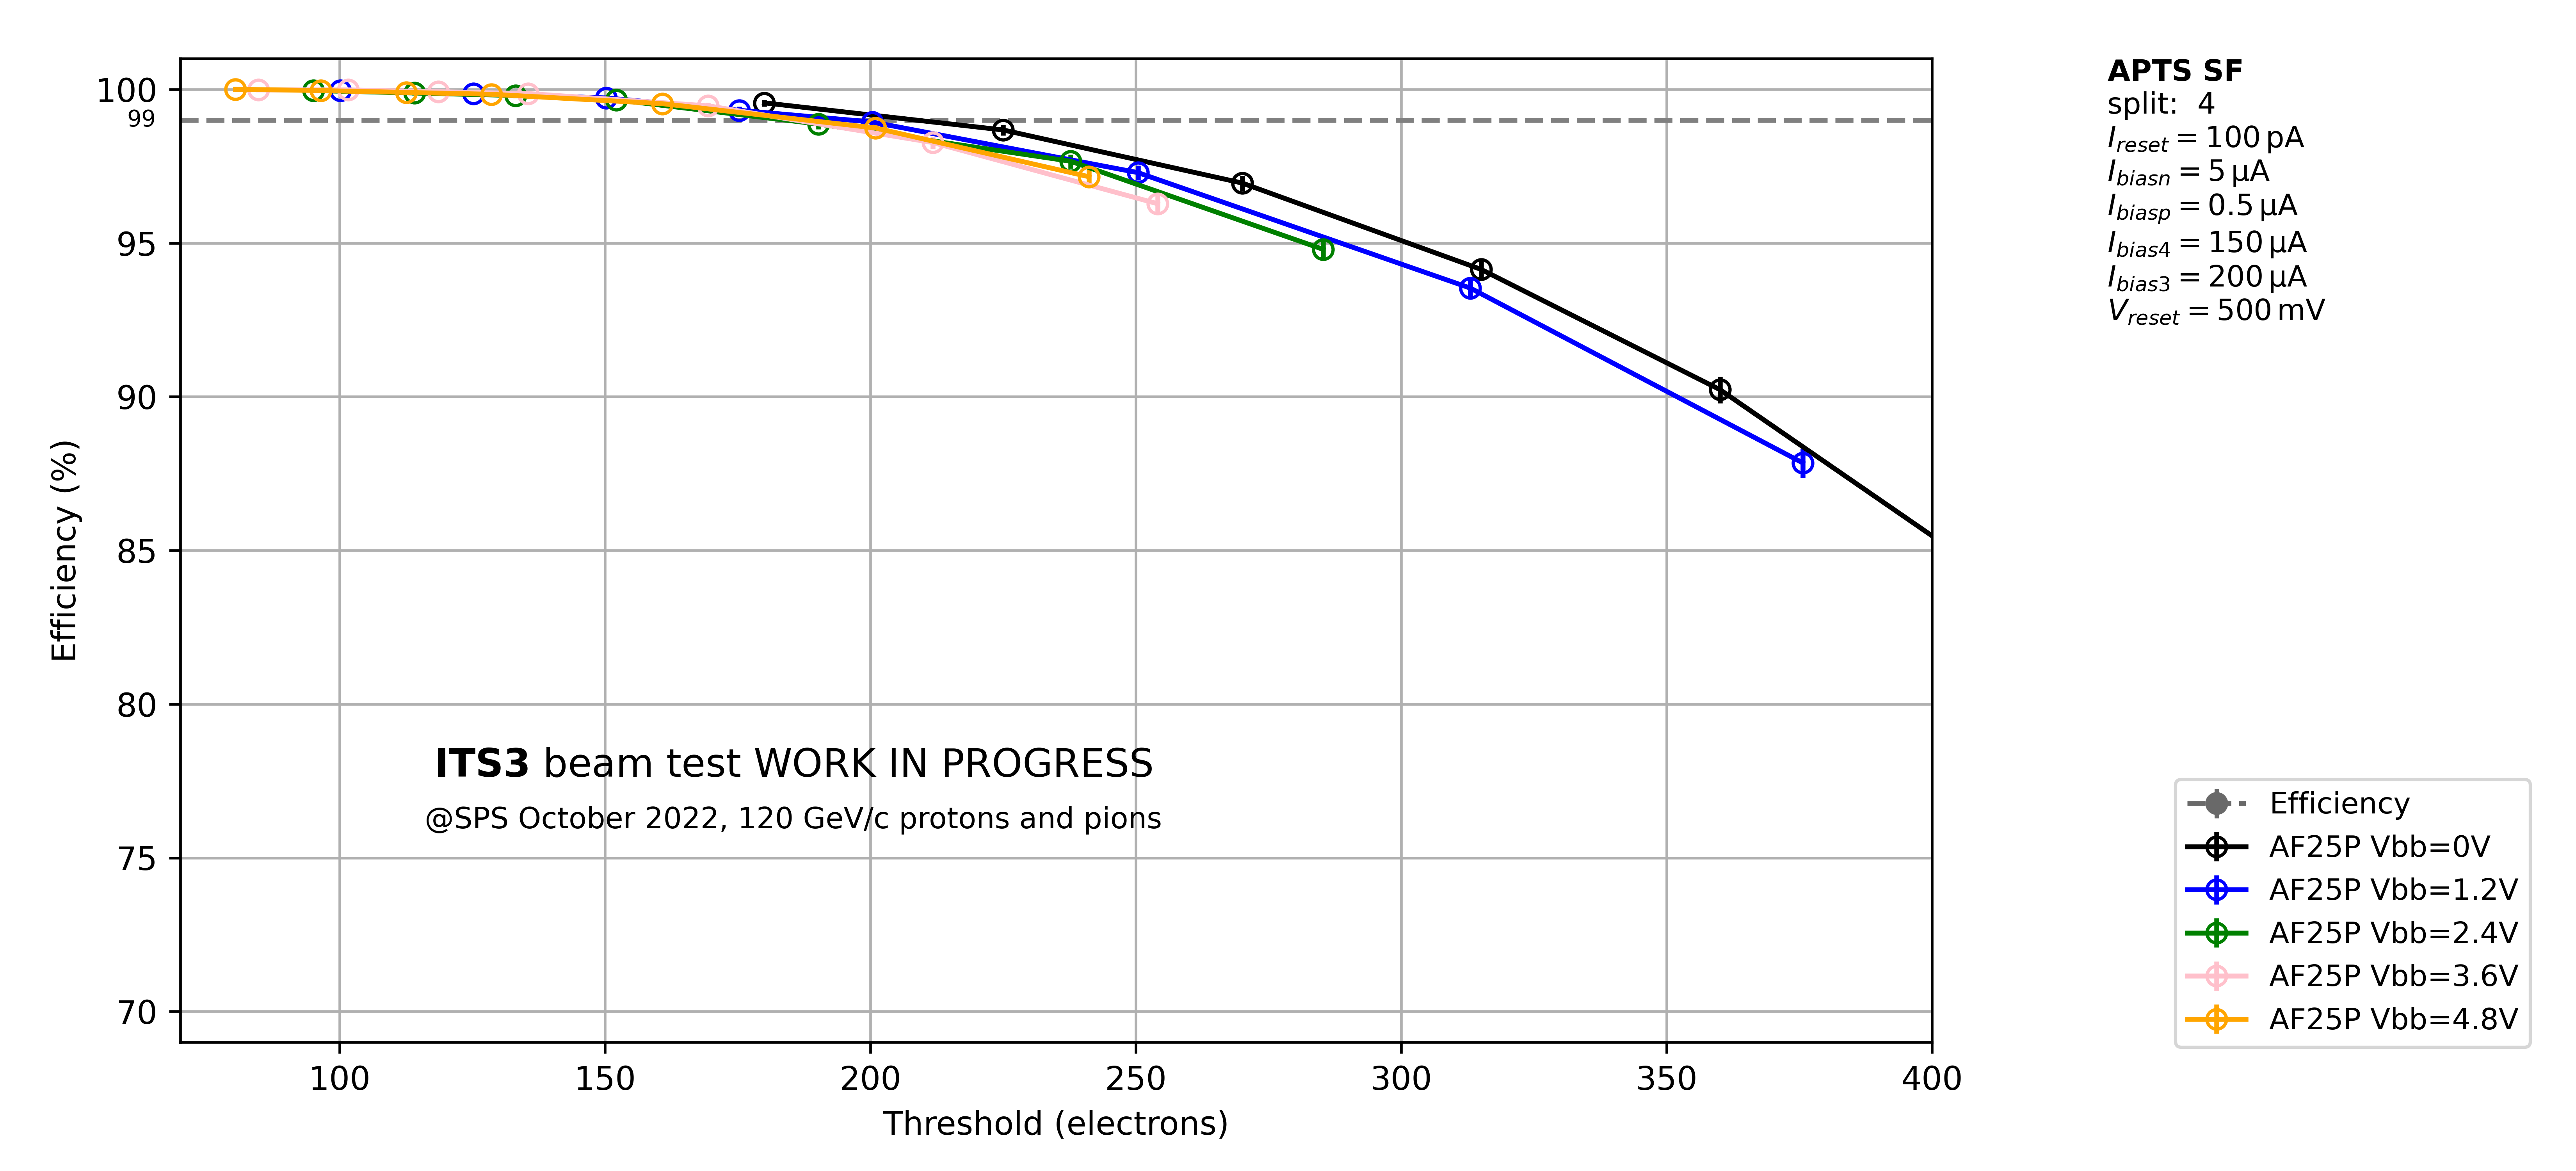 100
99
95
90
85
80
75
70
Efficiency (%)
ITS3 beam test WORK IN PROGRESS
@SPS October 2022, 120 GeV/c protons and pions
100 150 200 250 300 350 400
Threshold (electrons)
APTS SF
split: 4
I_reset = 100 pA
I_biasn = 5 µA
I_biasp = 0.5 µA
I_bias4 = 150 µA
I_bias3 = 200 µA
V_reset = 500 mV
Efficiency
AF25P Vbb=0V
AF25P Vbb=1.2V
AF25P Vbb=2.4V
AF25P Vbb=3.6V
AF25P Vbb=4.8V